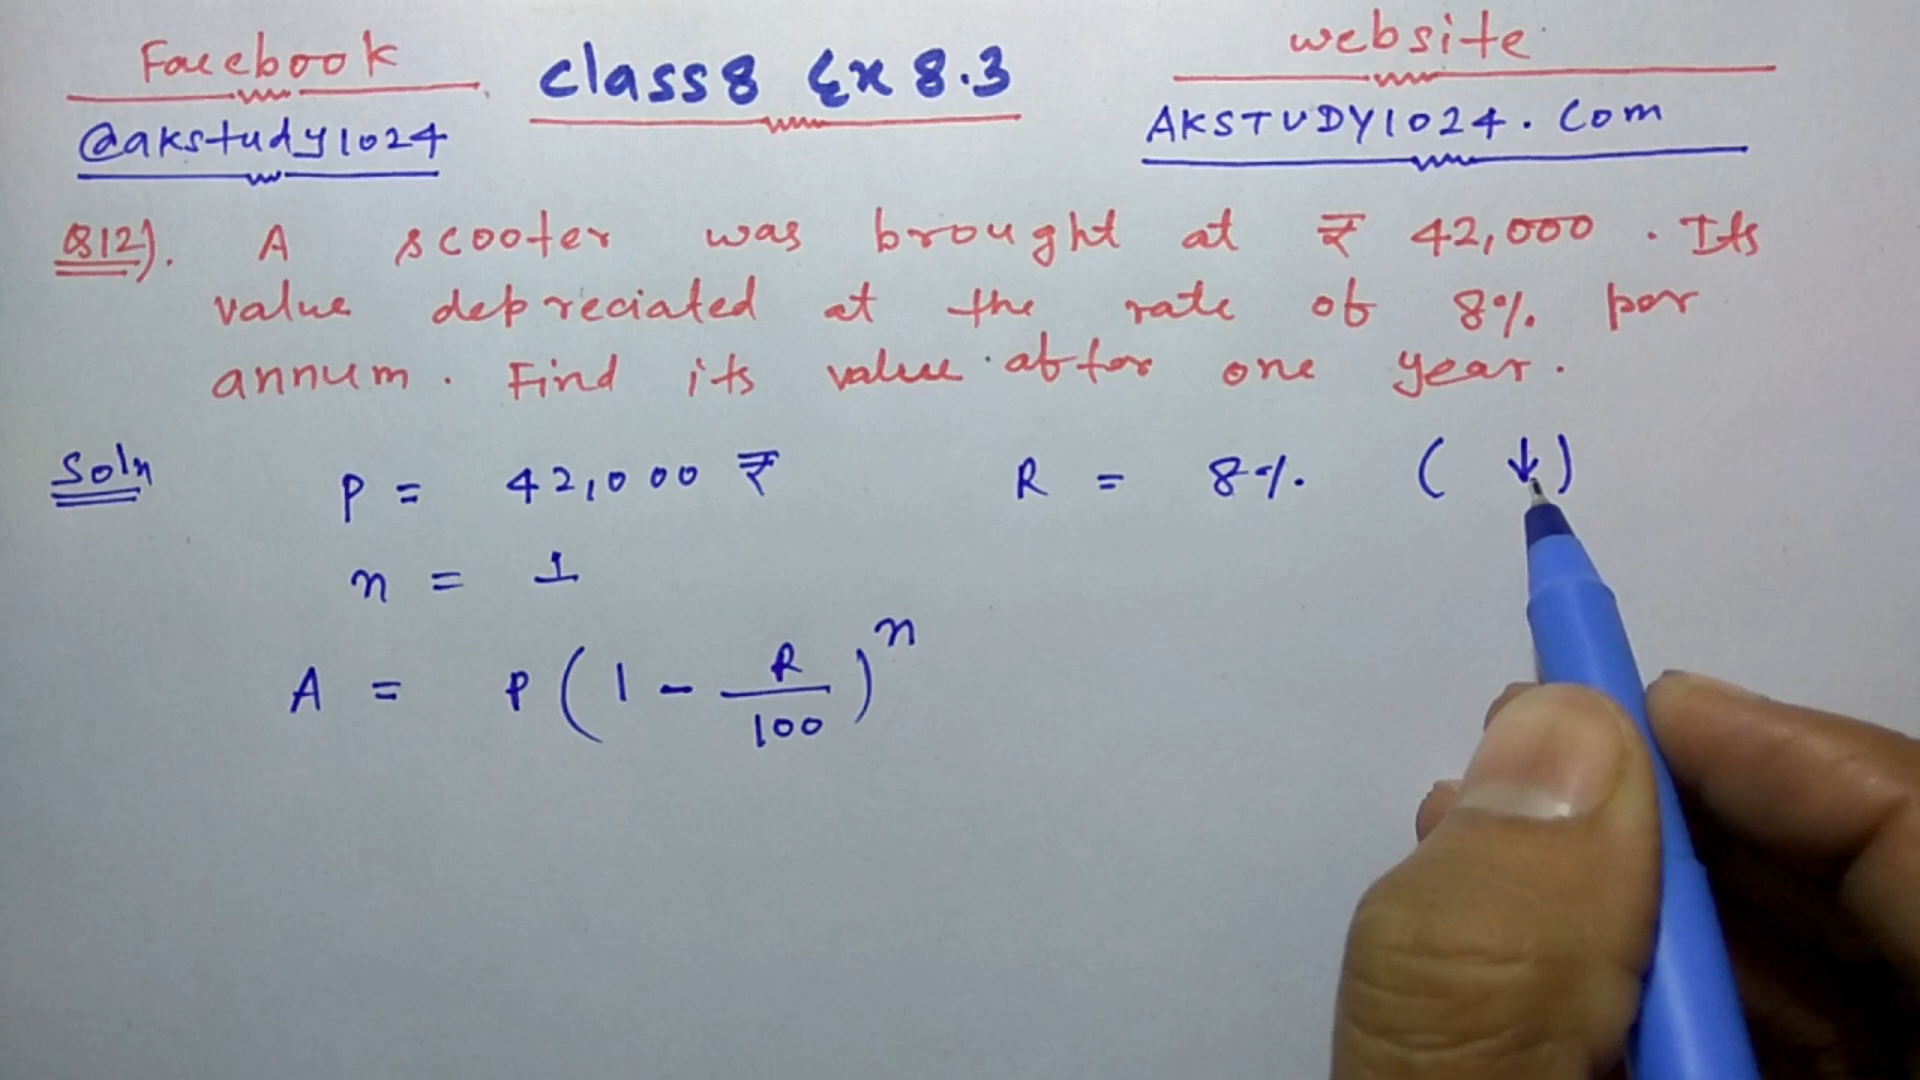 Facebook
@akstudy1024
class8 Ex 8.3
website
AKSTUDY1024.Com
Q12). A scooter was brought at ₹ 42,000. Its
value depreciated at the rate of 8% per
annum. Find its value after one year.
Soln
P = 42,000 ₹ R = 8% (↓)
n = 1
A = P(1 - R/100)^n